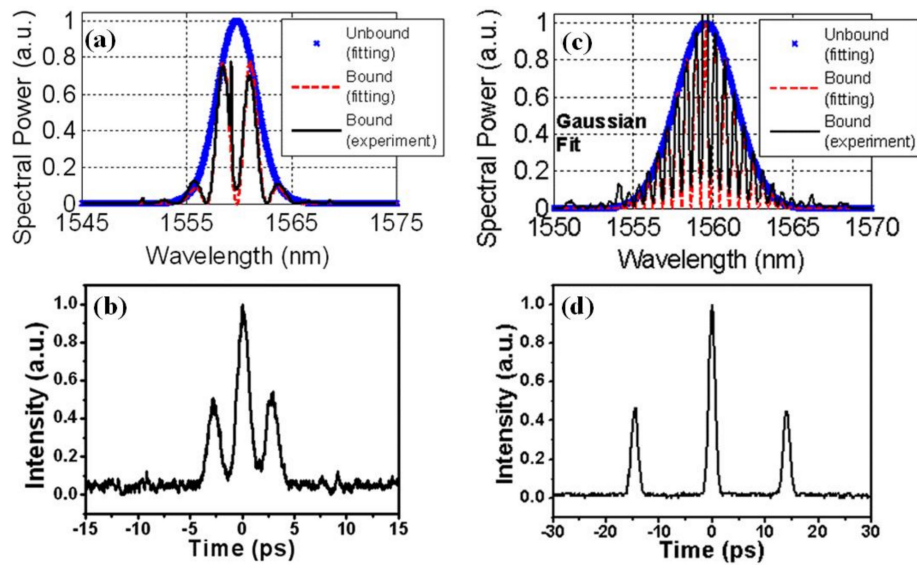 (a)
Spectral Power (a.u.)
1
0.8
0.6
0.4
0.2
0
1545
1555
1565
1575
Wavelength (nm)
Unbound
(fitting)
Bound
(fitting)
Bound
(experiment)
(c)
Spectral Power (a.u.)
1
0.8
0.6
0.4
0.2
0
1550
1555
1560
1565
1570
Wavelength (nm)
Gaussian
Fit
Unbound
(fitting)
Bound
(fitting)
Bound
(experiment)
(b)
Intensity (a.u.)
1.0
0.8
0.6
0.4
0.2
0.0
-15
-10
-5
0
5
10
15
Time (ps)
(d)
Intensity (a.u.)
1.0
0.8
0.6
0.4
0.2
0.0
-30
-20
-10
0
10
20
30
Time (ps)